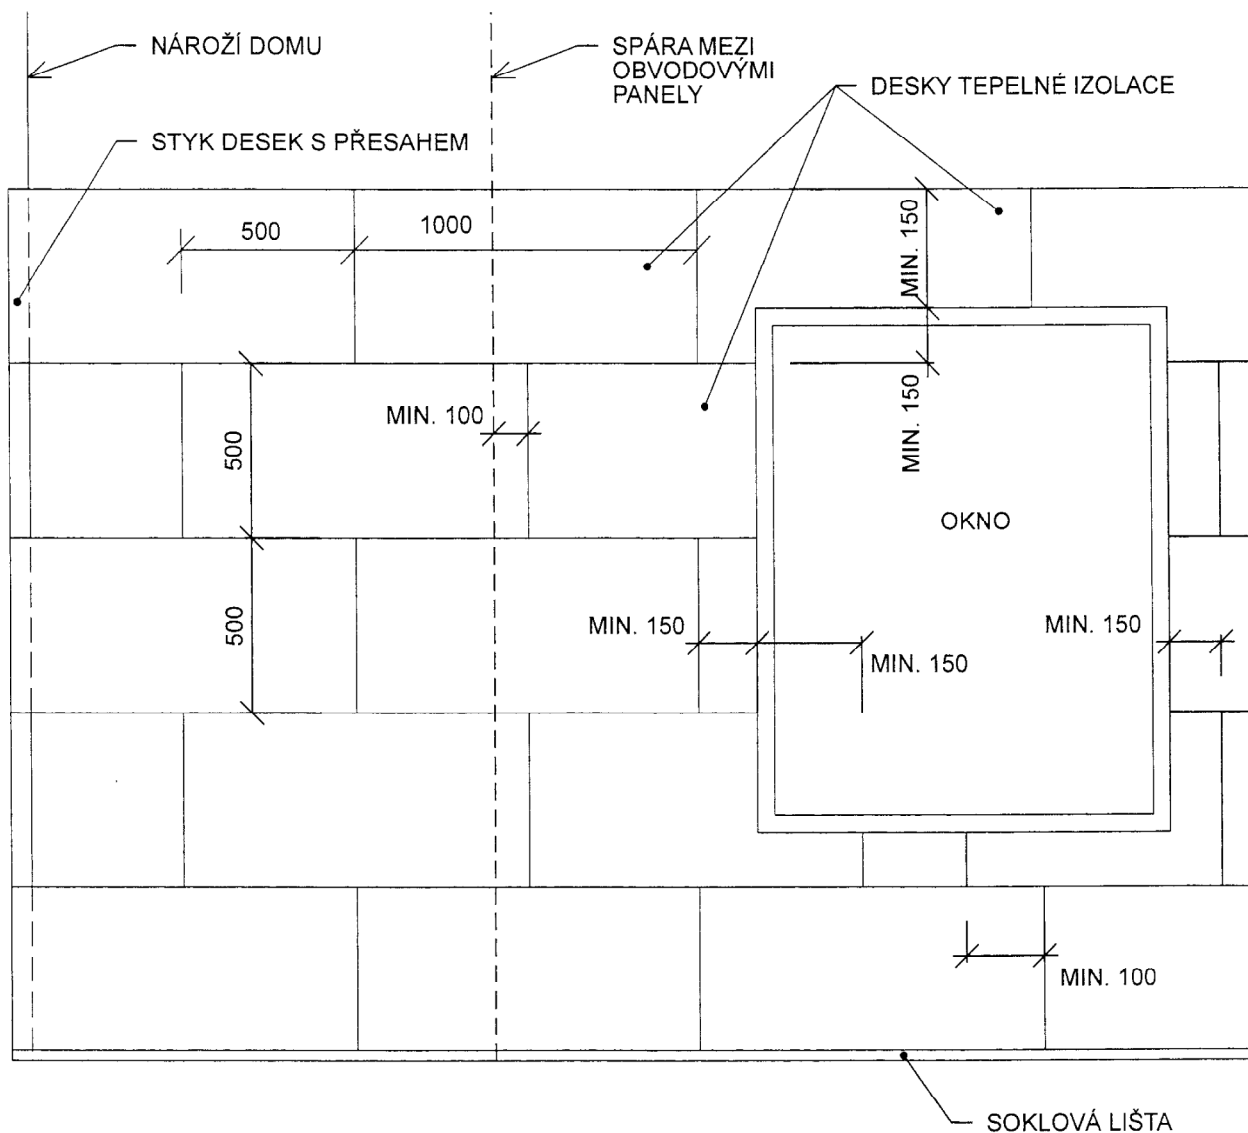 NÁROŽÍ DOMU
SPÁRA MEZI
OBVODOVÝMI
PANELY
DESKY TEPELNÉ IZOLACE
STYK DESEK S PŘESAHEM
500
1000
MIN. 150
MIN. 150
MIN. 100
500
OKNO
500
MIN. 150
MIN. 150
MIN. 150
MIN. 100
SOKLOVÁ LIŠTA